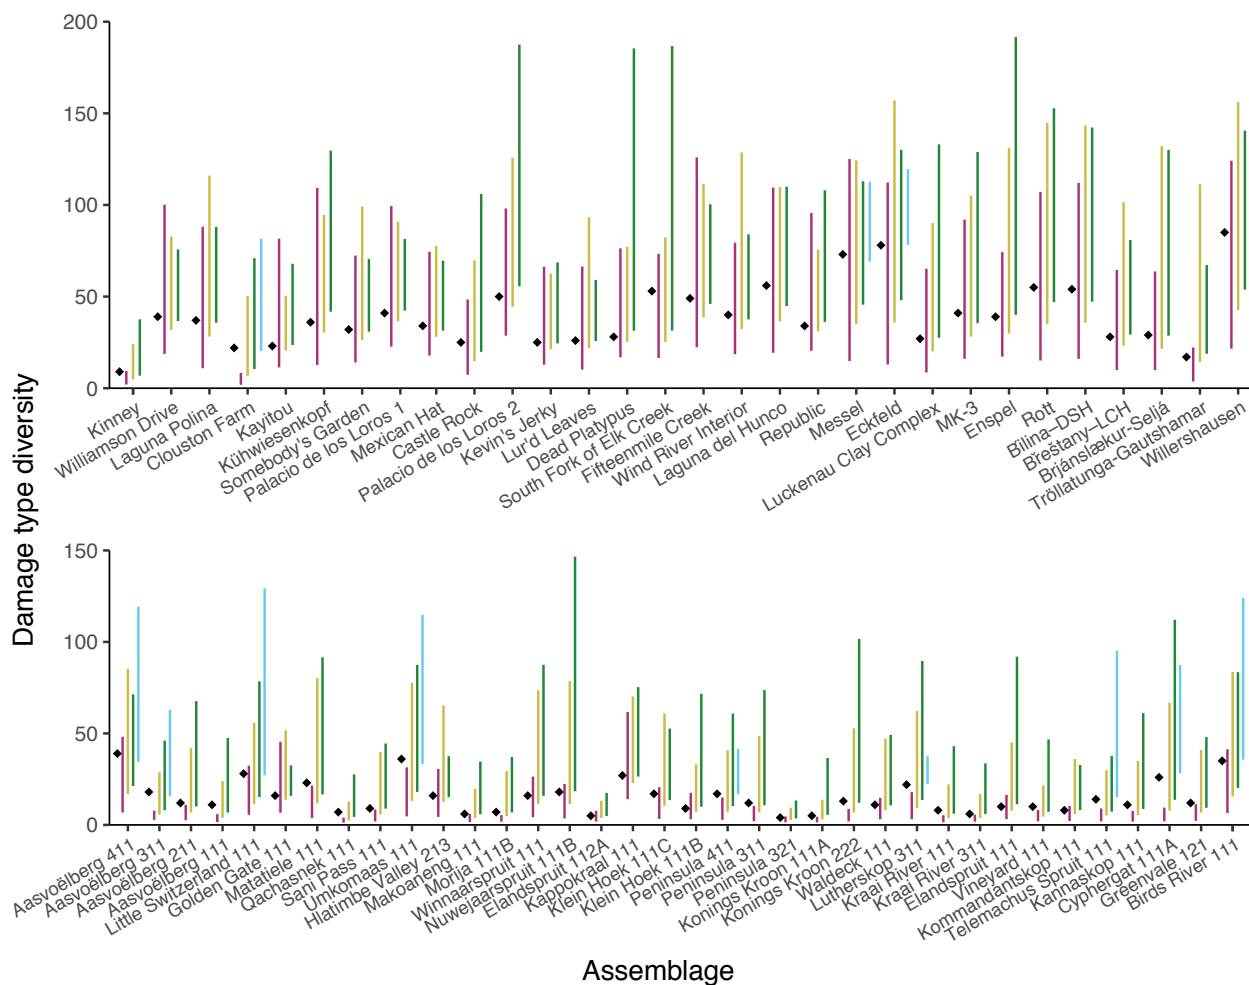 Damage type diversity
200
150
100
50
0
Kinney
Williamson Drive
Laguna Polina
Clouston Farm
Kayitou
Kühwiesenkopf
Somebody's Garden
Palacio de los Loros 1
Mexican Hat
Castle Rock
Palacio de los Loros 2
Kevin's Jerky
Lur'd Leaves
Dead Platypus
South Fork of Elk Creek
Fifteenmile Creek
Wind River Interior
Laguna del Hunco
Republic
Messel
Eckfeld
Luckenau Clay Complex
MK-3
Enspel
Rott
Bílina–DSH
Břešťany–LCH
Brjánslækur-Seljá
Tröllatunga-Gautshamar
Willershausen
150
100
50
0
Aasvoëlberg 411
Aasvoëlberg 311
Aasvoëlberg 211
Aasvoëlberg 111
Little Switzerland 111
Golden Gate 111
Matatiele 111
Qachasnek 111
Sani Pass 111
Umkomaas 111
Hlatimbe Valley 213
Makoaneng 111
Morija 111B
Winnaarspruit 111
Nuwejaarspruit 111B
Elandspruit 112A
Kappokraal 111
Klein Hoek 111C
Klein Hoek 111B
Peninsula 411
Peninsula 311
Peninsula 321
Konings Kroon 111A
Konings Kroon 222
Waldeck 111
Lutherskop 311
Kraai River 111
Kraai River 311
Elandspruit 111
Vineyard 111
Kommandantskop 111
Telemachus Spruit 111
Kannaskop 111
Cyphergat 111A
Greenvale 121
Birds River 111
Assemblage